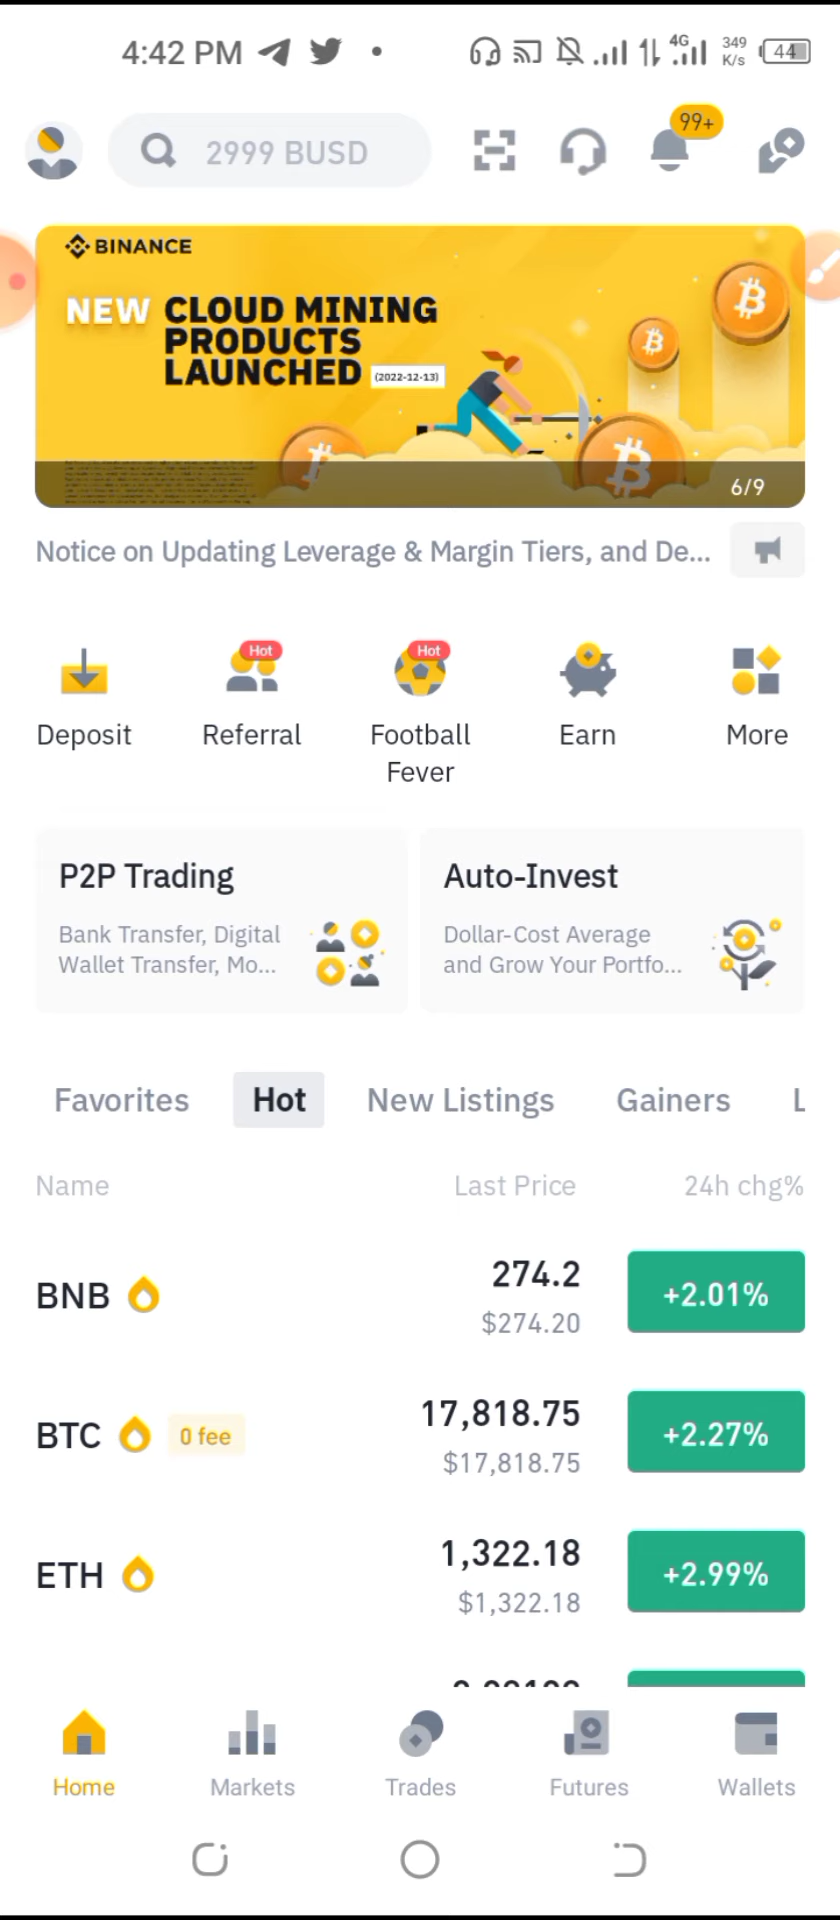 4:42 PM
4G
349
K/s
44
99+
2999 BUSD
BINANCE
NEW CLOUD MINING
PRODUCTS
LAUNCHED (2022-12-13)
6/9
Notice on Updating Leverage & Margin Tiers, and De...
Hot
Hot
Deposit
Referral
Football
Fever
Earn
More
P2P Trading
Bank Transfer, Digital
Wallet Transfer, Mo...
Auto-Invest
Dollar-Cost Average
and Grow Your Portfo...
Favorites Hot New Listings Gainers L
Name Last Price 24h chg%
BNB 274.2 +2.01%
$274.20
BTC 0 fee 17,818.75 +2.27%
$17,818.75
ETH 1,322.18 +2.99%
$1,322.18
Home Markets Trades Futures Wallets